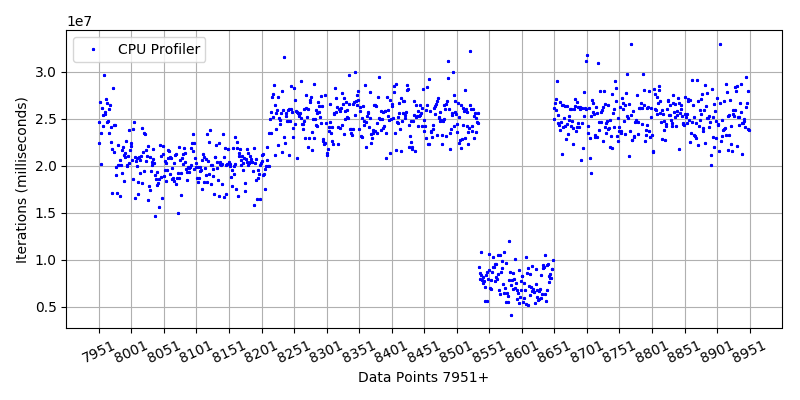 1e7
CPU Profiler
3.0
2.5
2.0
1.5
1.0
0.5
Iterations (milliseconds)
7951 8001 8051 8101 8151 8201 8251 8301 8351 8401 8451 8501 8551 8601 8651 8701 8751 8801 8851 8901 8951
Data Points 7951+